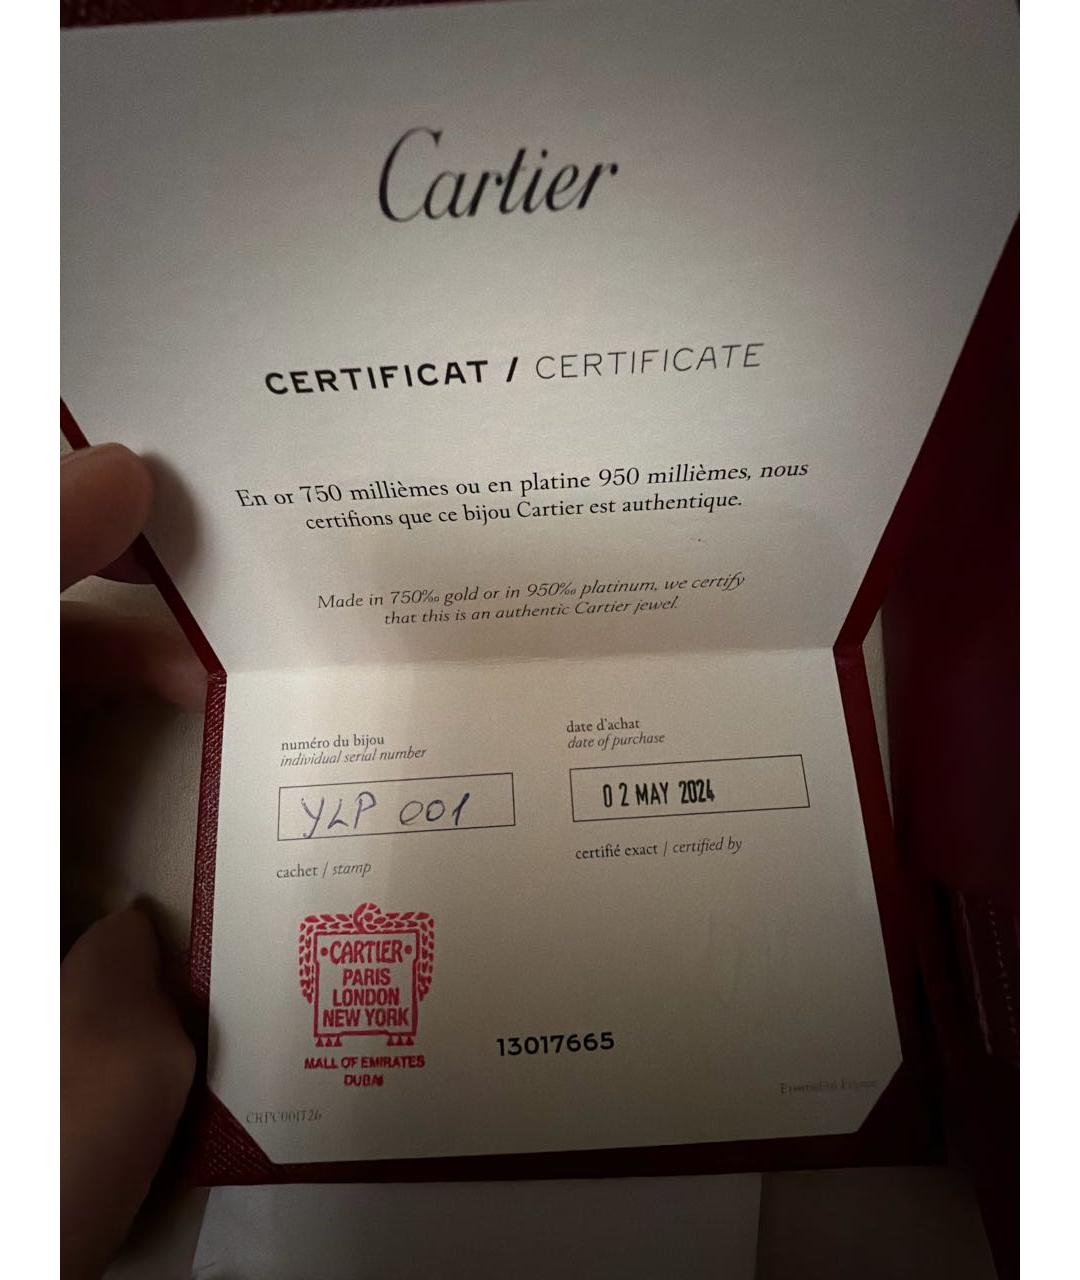 Cartier
CERTIFICAT / CERTIFICATE
En or 750 millièmes ou en platine 950 millièmes, nous
certifions que ce bijou Cartier est authentique.
Made in 750‰ gold or in 950‰ platinum, we certify
that this is an authentic Cartier jewel.
numéro du bijou
individual serial number
date d'achat
date of purchase
YLP 001
02 MAY 2024
cachet / stamp
certifié exact / certified by
•CARTIER•
PARIS
LONDON
NEW YORK
MALL OF EMIRATES
DUBAI
13017665